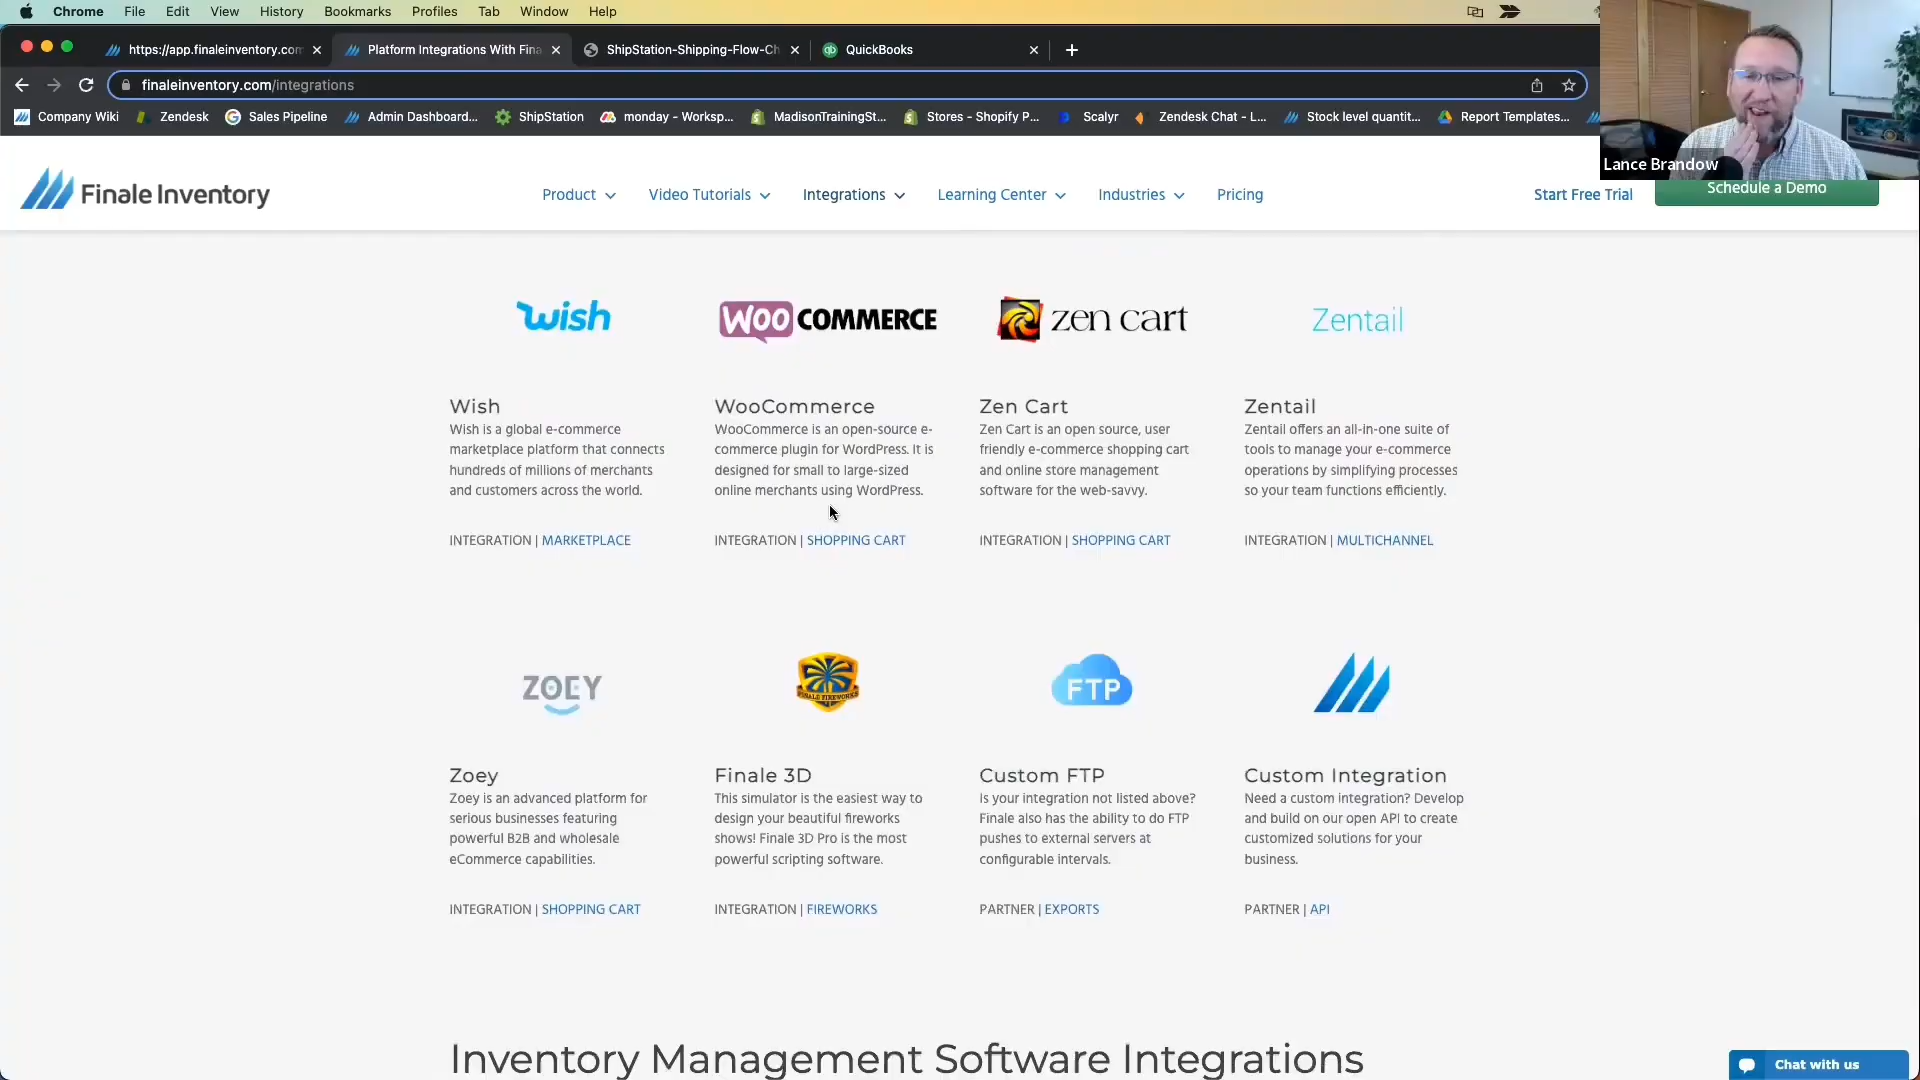 Chrome File Edit View History Bookmarks Profiles Tab Window Help
https://app.finaleinventory.com
Platform Integrations With Fina
ShipStation-Shipping-Flow-Ch
QuickBooks
finaleinventory.com/integrations
Company Wiki
Zendesk
Sales Pipeline
Admin Dashboard...
ShipStation
monday - Worksp...
MadisonTrainingSt...
Stores - Shopify P...
Scalyr
Zendesk Chat - L...
Stock level quantit...
Report Templates...
Lance Brandow
Finale Inventory
Product
Video Tutorials
Integrations
Learning Center
Industries
Pricing
Start Free Trial
Schedule a Demo
wish
WOO COMMERCE
zen cart
Zentail
Wish
Wish is a global e-commerce
marketplace platform that connects
hundreds of millions of merchants
and customers across the world.
INTEGRATION | MARKETPLACE
WooCommerce
WooCommerce is an open-source e-
commerce plugin for WordPress. It is
designed for small to large-sized
online merchants using WordPress.
INTEGRATION | SHOPPING CART
Zen Cart
Zen Cart is an open source, user
friendly e-commerce shopping cart
and online store management
software for the web-savvy.
INTEGRATION | SHOPPING CART
Zentail
Zentail offers an all-in-one suite of
tools to manage your e-commerce
operations by simplifying processes
so your team functions efficiently.
INTEGRATION | MULTICHANNEL
ZOEY
FINALE FIREWORKS
FTP
Zoey
Zoey is an advanced platform for
serious businesses featuring
powerful B2B and wholesale
eCommerce capabilities.
INTEGRATION | SHOPPING CART
Finale 3D
This simulator is the easiest way to
design your beautiful fireworks
shows! Finale 3D Pro is the most
powerful scripting software.
INTEGRATION | FIREWORKS
Custom FTP
Is your integration not listed above?
Finale also has the ability to do FTP
pushes to external servers at
configurable intervals.
PARTNER | EXPORTS
Custom Integration
Need a custom integration? Develop
and build on our open API to create
customized solutions for your
business.
PARTNER | API
Inventory Management Software Integrations
Chat with us